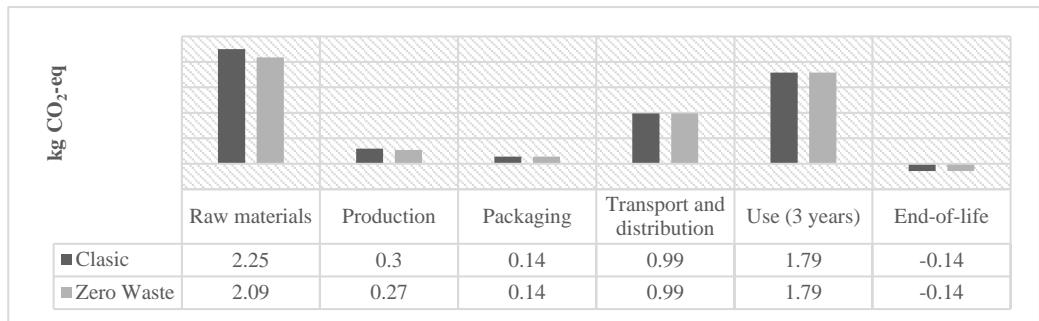 kg CO₂-eq
Raw materials Production Packaging Transport and distribution Use (3 years) End-of-life
Clasic 2.25 0.3 0.14 0.99 1.79 -0.14
Zero Waste 2.09 0.27 0.14 0.99 1.79 -0.14